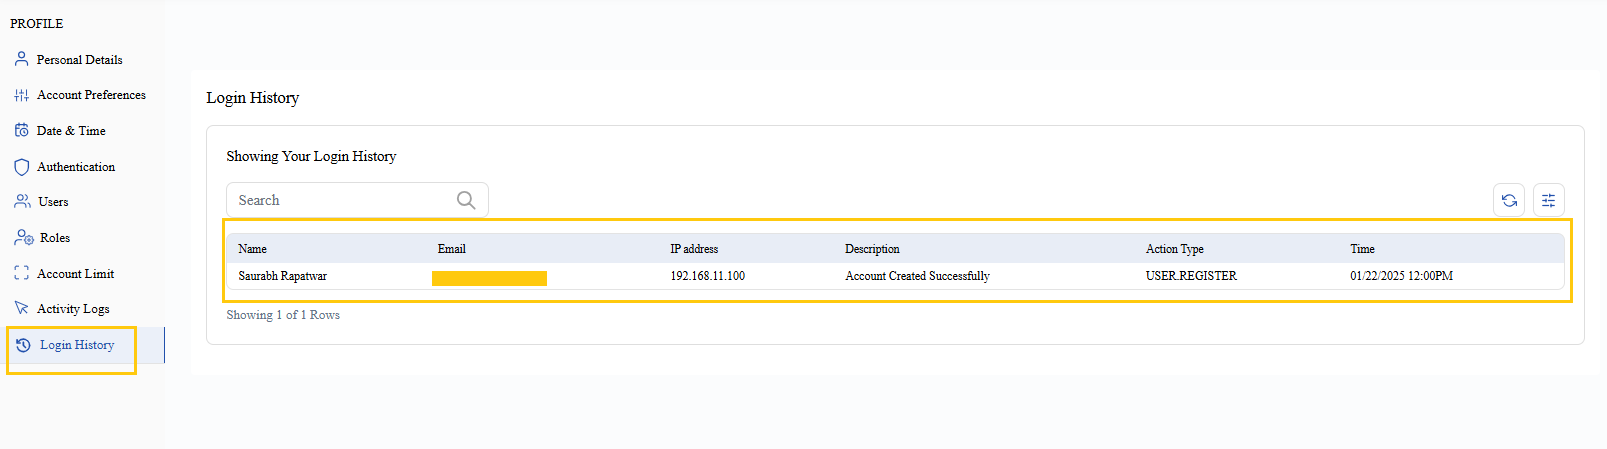 PROFILE
Personal Details
Account Preferences
Date & Time
Authentication
Users
Roles
Account Limit
Activity Logs
Login History
Login History
Showing Your Login History
Search
Name Email IP address Description Action Type Time
Saurabh Rapatwar 192.168.11.100 Account Created Successfully USER.REGISTER 01/22/2025 12:00PM
Showing 1 of 1 Rows